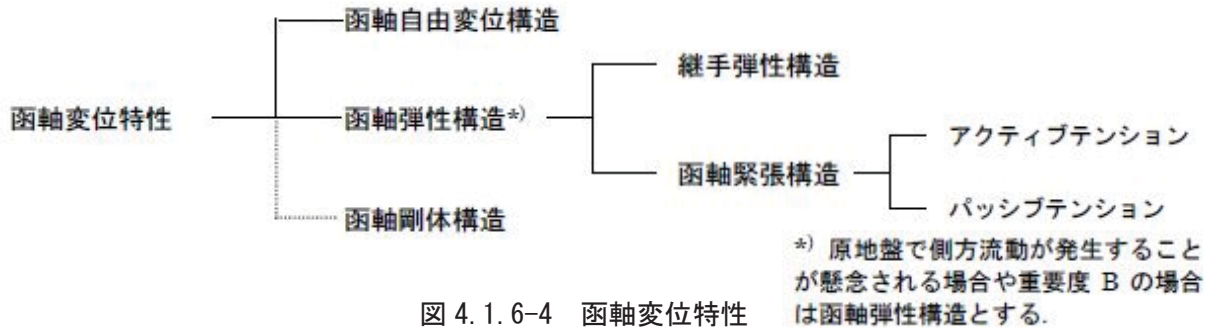 函軸自由変位構造
継手弾性構造
函軸変位特性
函軸弾性構造*)
アクティブテンション
函軸緊張構造
函軸剛体構造
パッシブテンション
*) 原地盤で側方流動が発生すること
が懸念される場合や重要度 B の場合
は函軸弾性構造とする.
図 4.1.6-4 函軸変位特性